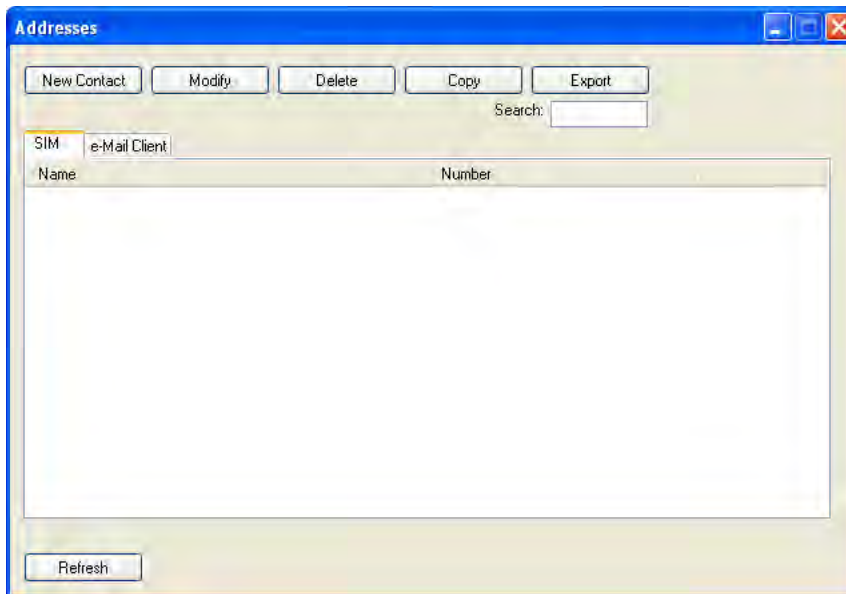 Addresses
New Contact Modify Delete Copy Export
Search:
SIM e-Mail Client
Name Number
Refresh